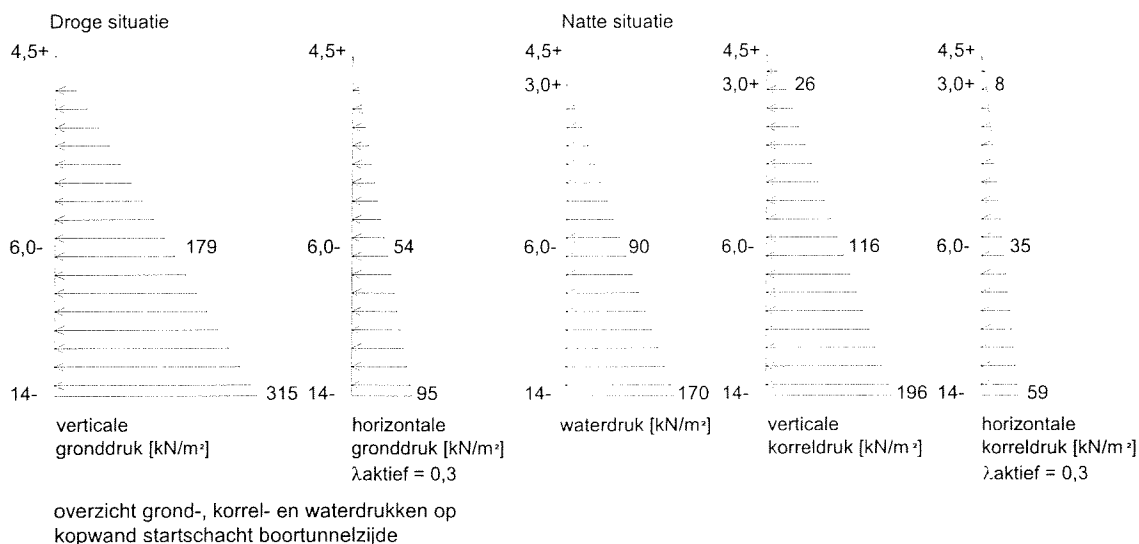 Droge situatie
Natte situatie
4,5+ 4,5+ 4,5+ 4,5+ 4,5+
3,0+ 3,0+ 26 3,0+ 8
6,0- 179 6,0- 54 6,0- 90 6,0- 116 6,0- 35
14- 315 14- 95 14- 170 14- 196 14- 59
verticale
gronddruk [kN/m²]
horizontale
gronddruk [kN/m²]
λaktief = 0,3
waterdruk [kN/m²]
verticale
korreldruk [kN/m²]
horizontale
korreldruk [kN/m²]
λaktief = 0,3
overzicht grond-, korrel- en waterdrukken op
kopwand startschacht boortunnelzijde